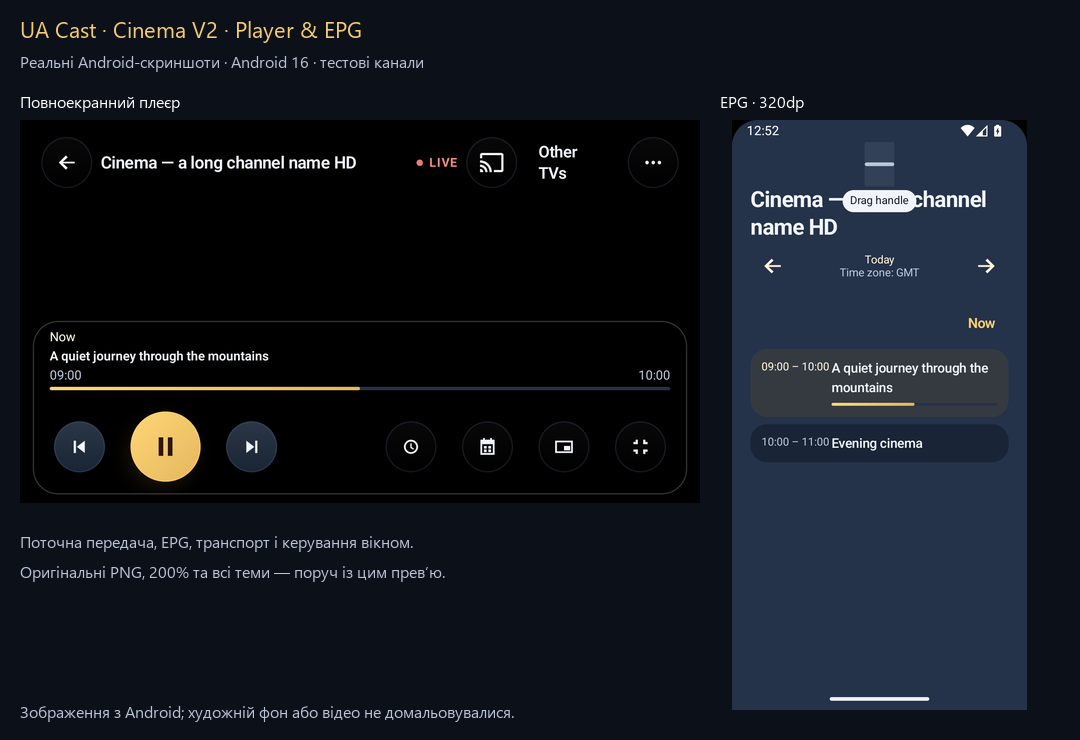 UA Cast · Cinema V2 · Player & EPG
Реальні Android-скриншоти · Android 16 · тестові канали
Повноекранний плеєр
Cinema — a long channel name HD
LIVE
Other
TVs
Now
A quiet journey through the mountains
09:00
10:00
Поточна передача, EPG, транспорт і керування вікном.
Оригінальні PNG, 200% та всі теми — поруч із цим прев’ю.
Зображення з Android; художній фон або відео не домальовувалися.
EPG · 320dp
12:52
Cinema — channel
Drag handle
name HD
Today
Time zone: GMT
Now
09:00 – 10:00 A quiet journey through the
mountains
10:00 – 11:00 Evening cinema